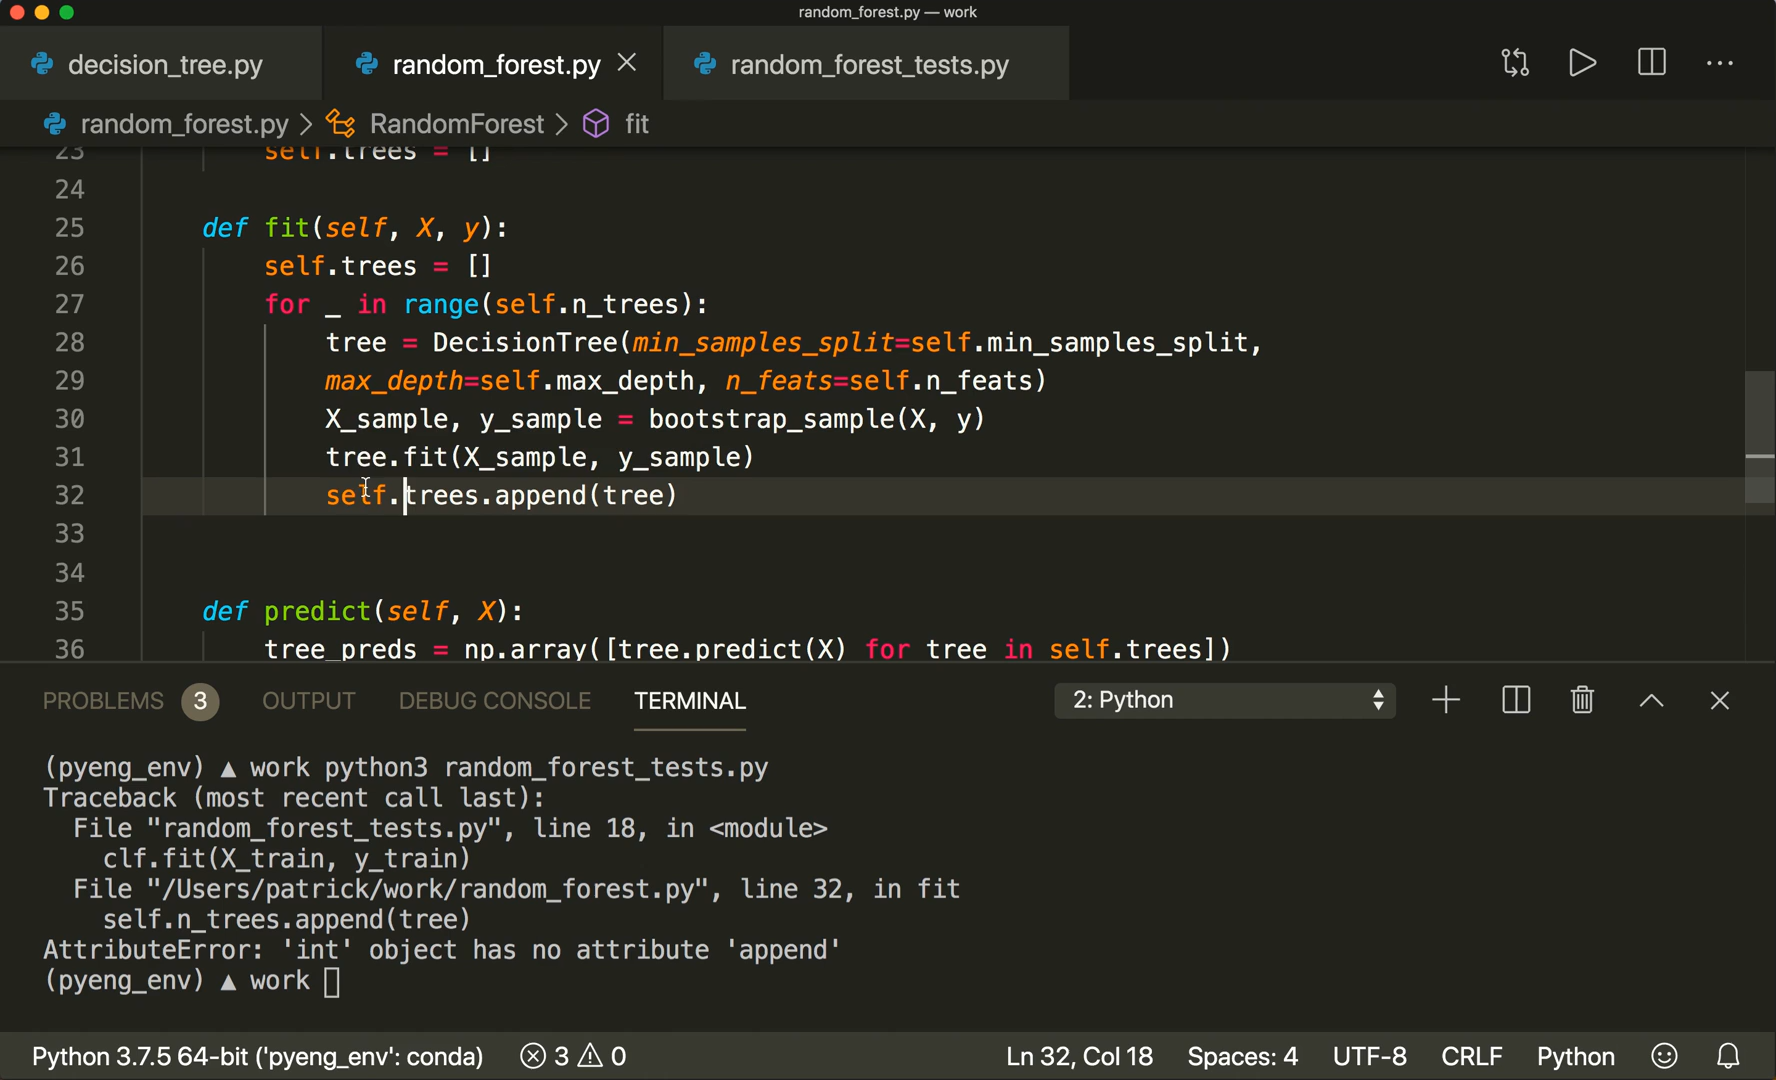 random_forest.py — work
decision_tree.py
random_forest.py
random_forest_tests.py
random_forest.py > RandomForest > fit
23 self.trees = []
24
25 def fit(self, X, y):
26 self.trees = []
27 for _ in range(self.n_trees):
28 tree = DecisionTree(min_samples_split=self.min_samples_split,
29 max_depth=self.max_depth, n_feats=self.n_feats)
30 X_sample, y_sample = bootstrap_sample(X, y)
31 tree.fit(X_sample, y_sample)
32 self.trees.append(tree)
33
34
35 def predict(self, X):
36 tree_preds = np.array([tree.predict(X) for tree in self.trees])
PROBLEMS 3 OUTPUT DEBUG CONSOLE TERMINAL 2: Python
(pyeng_env) ▲ work python3 random_forest_tests.py
Traceback (most recent call last):
File "random_forest_tests.py", line 18, in <module>
clf.fit(X_train, y_train)
File "/Users/patrick/work/random_forest.py", line 32, in fit
self.n_trees.append(tree)
AttributeError: 'int' object has no attribute 'append'
(pyeng_env) ▲ work
Python 3.7.5 64-bit ('pyeng_env': conda) 3 0 Ln 32, Col 18 Spaces: 4 UTF-8 CRLF Python